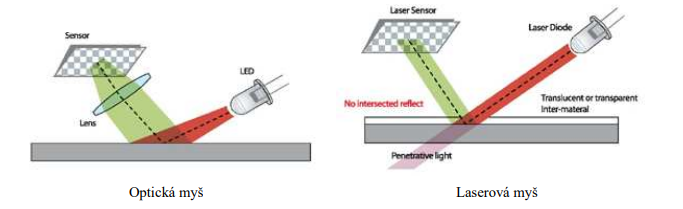 Sensor
LED
Lens
Optická myš
Laser Sensor
Laser Diode
No intersected reflect
Translucent or transparent
Inter-materal
Penetrative light
Laserová myš